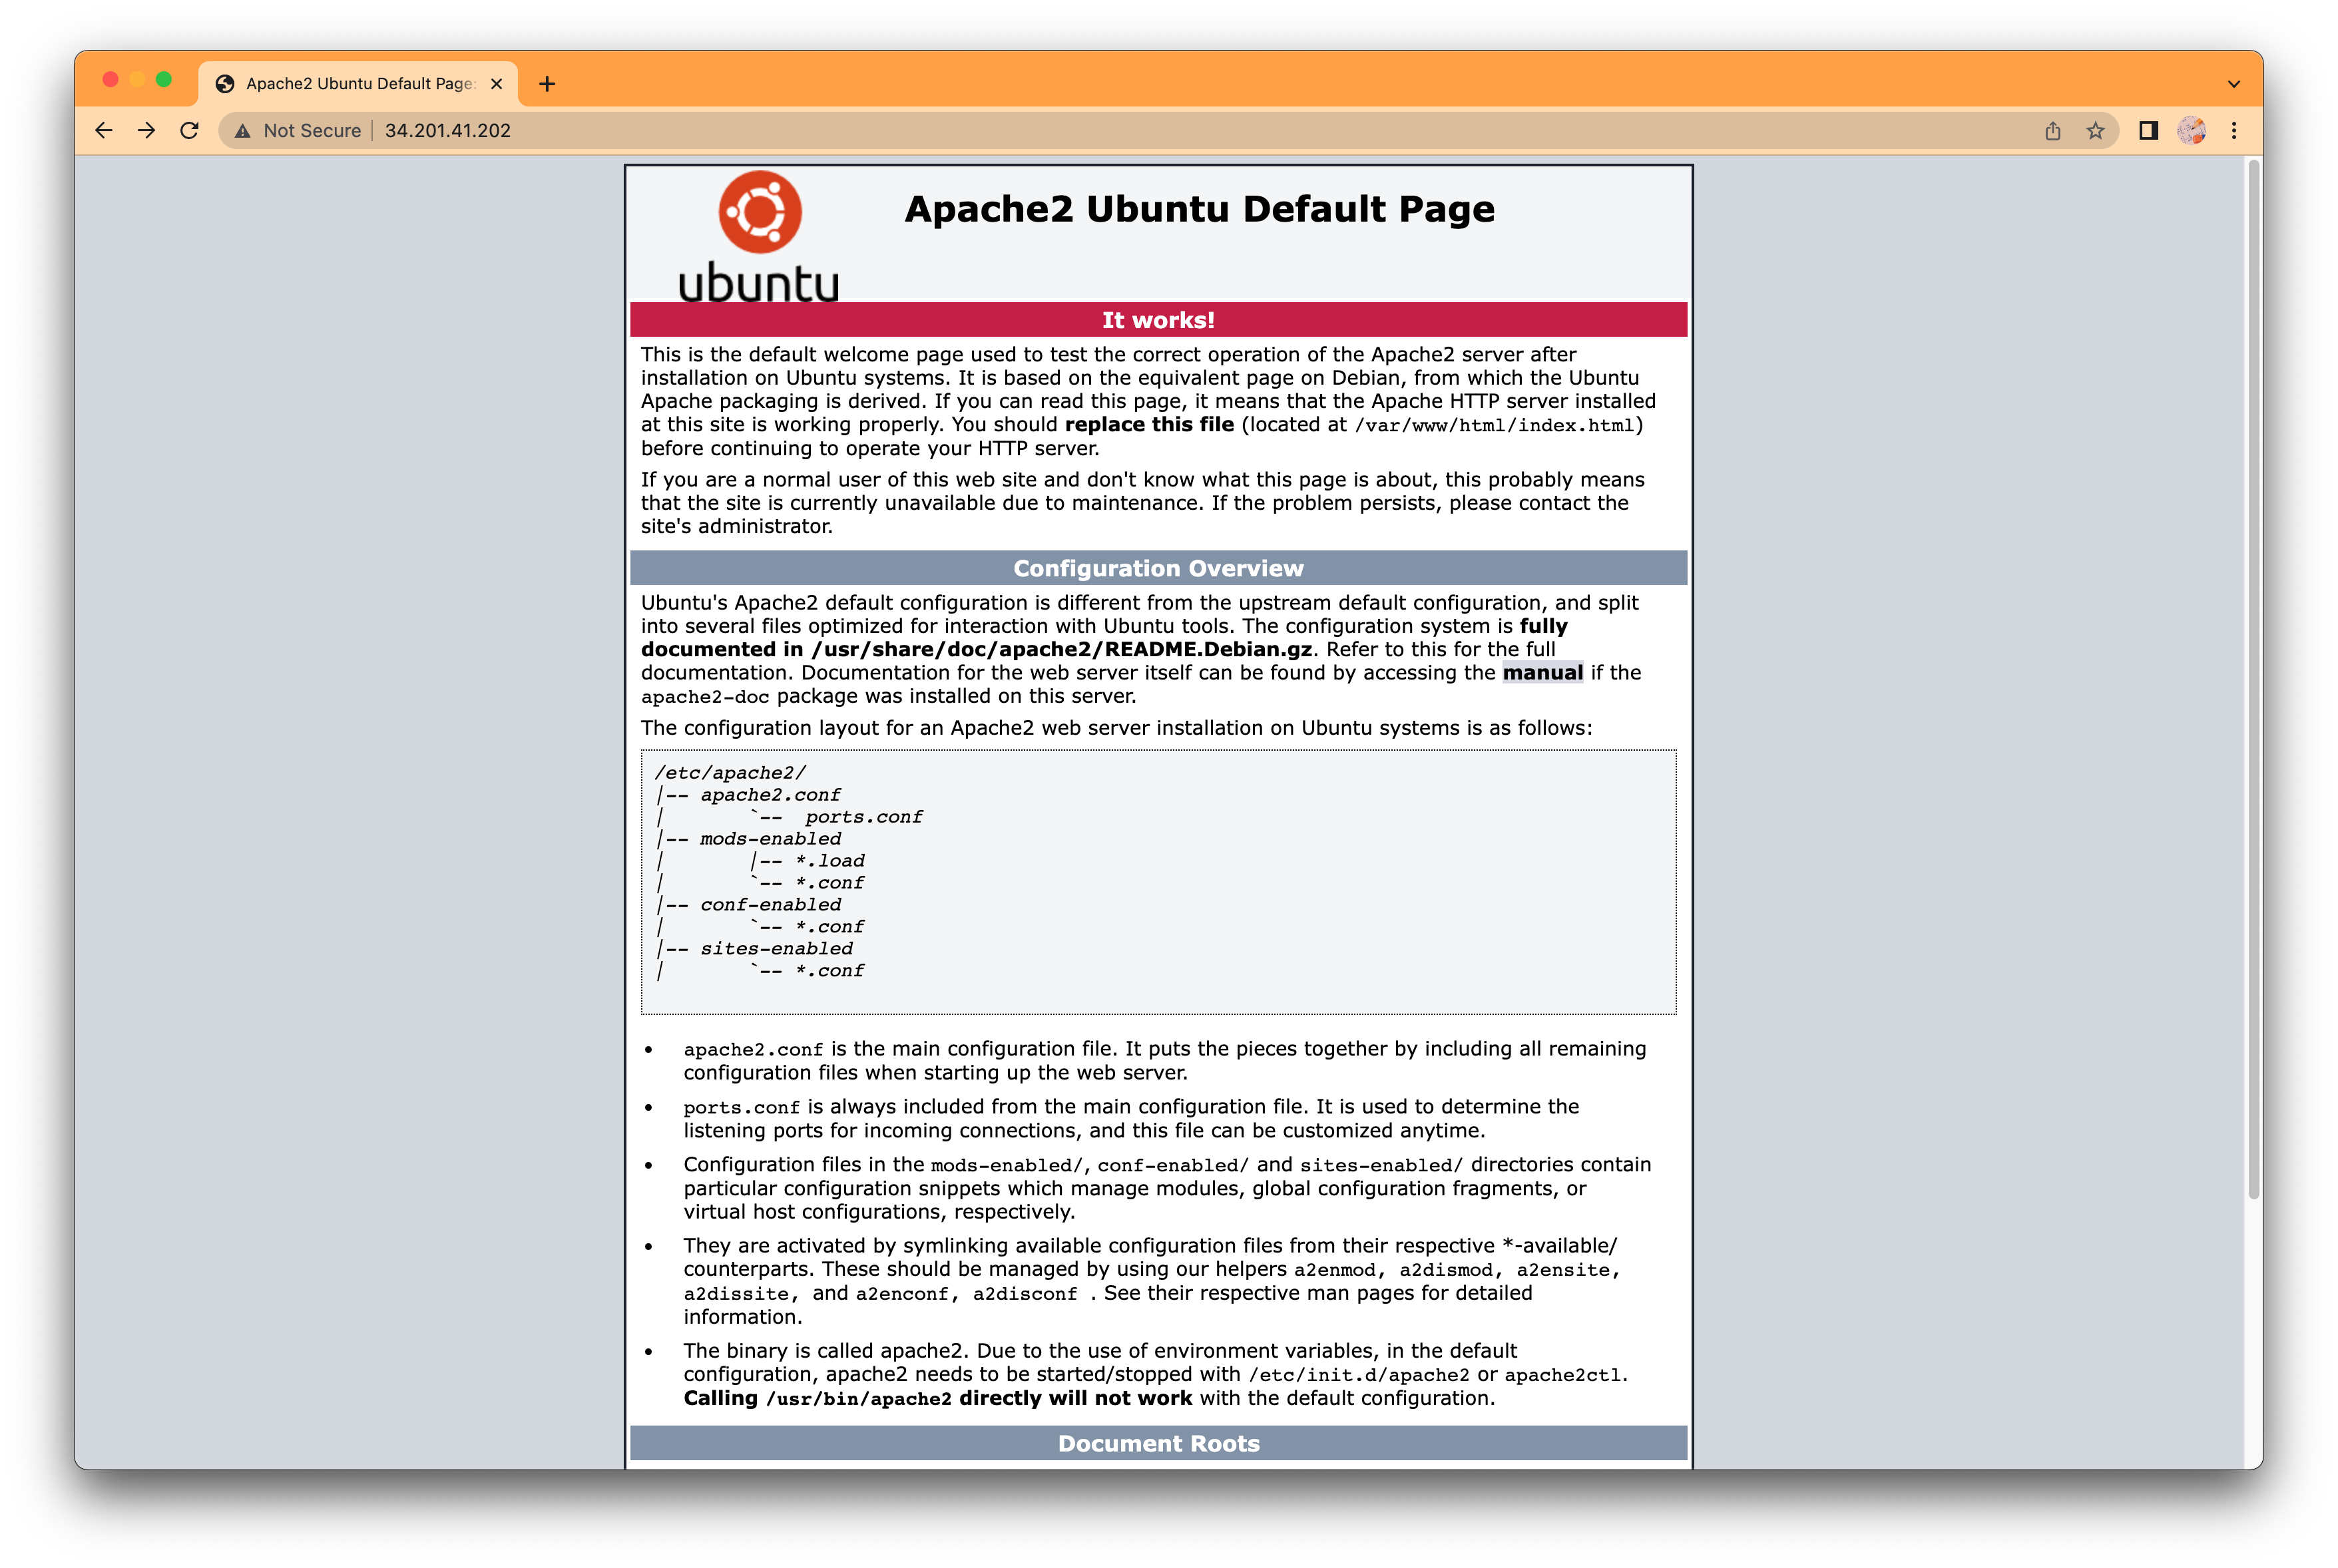 Apache2 Ubuntu Default Page:
Not Secure | 34.201.41.202
ubuntu
Apache2 Ubuntu Default Page
It works!
This is the default welcome page used to test the correct operation of the Apache2 server after
installation on Ubuntu systems. It is based on the equivalent page on Debian, from which the Ubuntu
Apache packaging is derived. If you can read this page, it means that the Apache HTTP server installed
at this site is working properly. You should replace this file (located at /var/www/html/index.html)
before continuing to operate your HTTP server.
If you are a normal user of this web site and don't know what this page is about, this probably means
that the site is currently unavailable due to maintenance. If the problem persists, please contact the
site's administrator.
Configuration Overview
Ubuntu's Apache2 default configuration is different from the upstream default configuration, and split
into several files optimized for interaction with Ubuntu tools. The configuration system is fully
documented in /usr/share/doc/apache2/README.Debian.gz. Refer to this for the full
documentation. Documentation for the web server itself can be found by accessing the manual if the
apache2-doc package was installed on this server.
The configuration layout for an Apache2 web server installation on Ubuntu systems is as follows:
/etc/apache2/
|-- apache2.conf
|       `--  ports.conf
|-- mods-enabled
|       |-- *.load
|       `-- *.conf
|-- conf-enabled
|       `-- *.conf
|-- sites-enabled
|       `-- *.conf
• apache2.conf is the main configuration file. It puts the pieces together by including all remaining
configuration files when starting up the web server.
• ports.conf is always included from the main configuration file. It is used to determine the
listening ports for incoming connections, and this file can be customized anytime.
• Configuration files in the mods-enabled/, conf-enabled/ and sites-enabled/ directories contain
particular configuration snippets which manage modules, global configuration fragments, or
virtual host configurations, respectively.
• They are activated by symlinking available configuration files from their respective *-available/
counterparts. These should be managed by using our helpers a2enmod, a2dismod, a2ensite,
a2dissite, and a2enconf, a2disconf . See their respective man pages for detailed
information.
• The binary is called apache2. Due to the use of environment variables, in the default
configuration, apache2 needs to be started/stopped with /etc/init.d/apache2 or apache2ctl.
Calling /usr/bin/apache2 directly will not work with the default configuration.
Document Roots